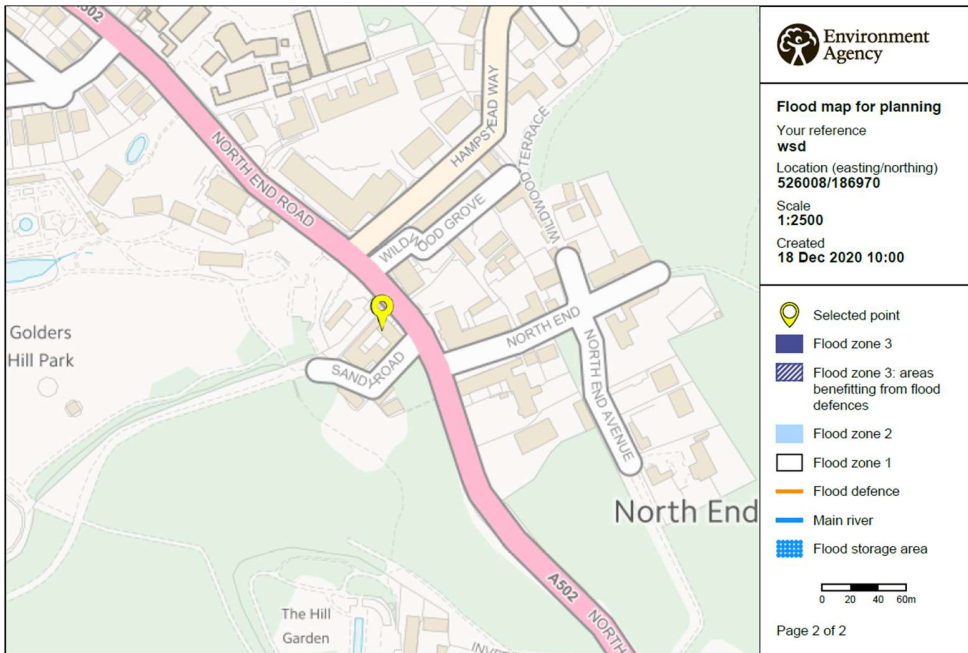 502
NORTH END ROAD
HAMPSTEAD WAY
WILDWOOD TERRACE
WILDWOOD GROVE
Golders
Hill Park
SANDY ROAD
NORTH END
NORTH END AVENUE
North End
A502
NORTH
The Hill
Garden
INVE
Environment
Agency
Flood map for planning
Your reference
wsd
Location (easting/northing)
526008/186970
Scale
1:2500
Created
18 Dec 2020 10:00
Selected point
Flood zone 3
Flood zone 3: areas
benefitting from flood
defences
Flood zone 2
Flood zone 1
Flood defence
Main river
Flood storage area
0 20 40 60m
Page 2 of 2